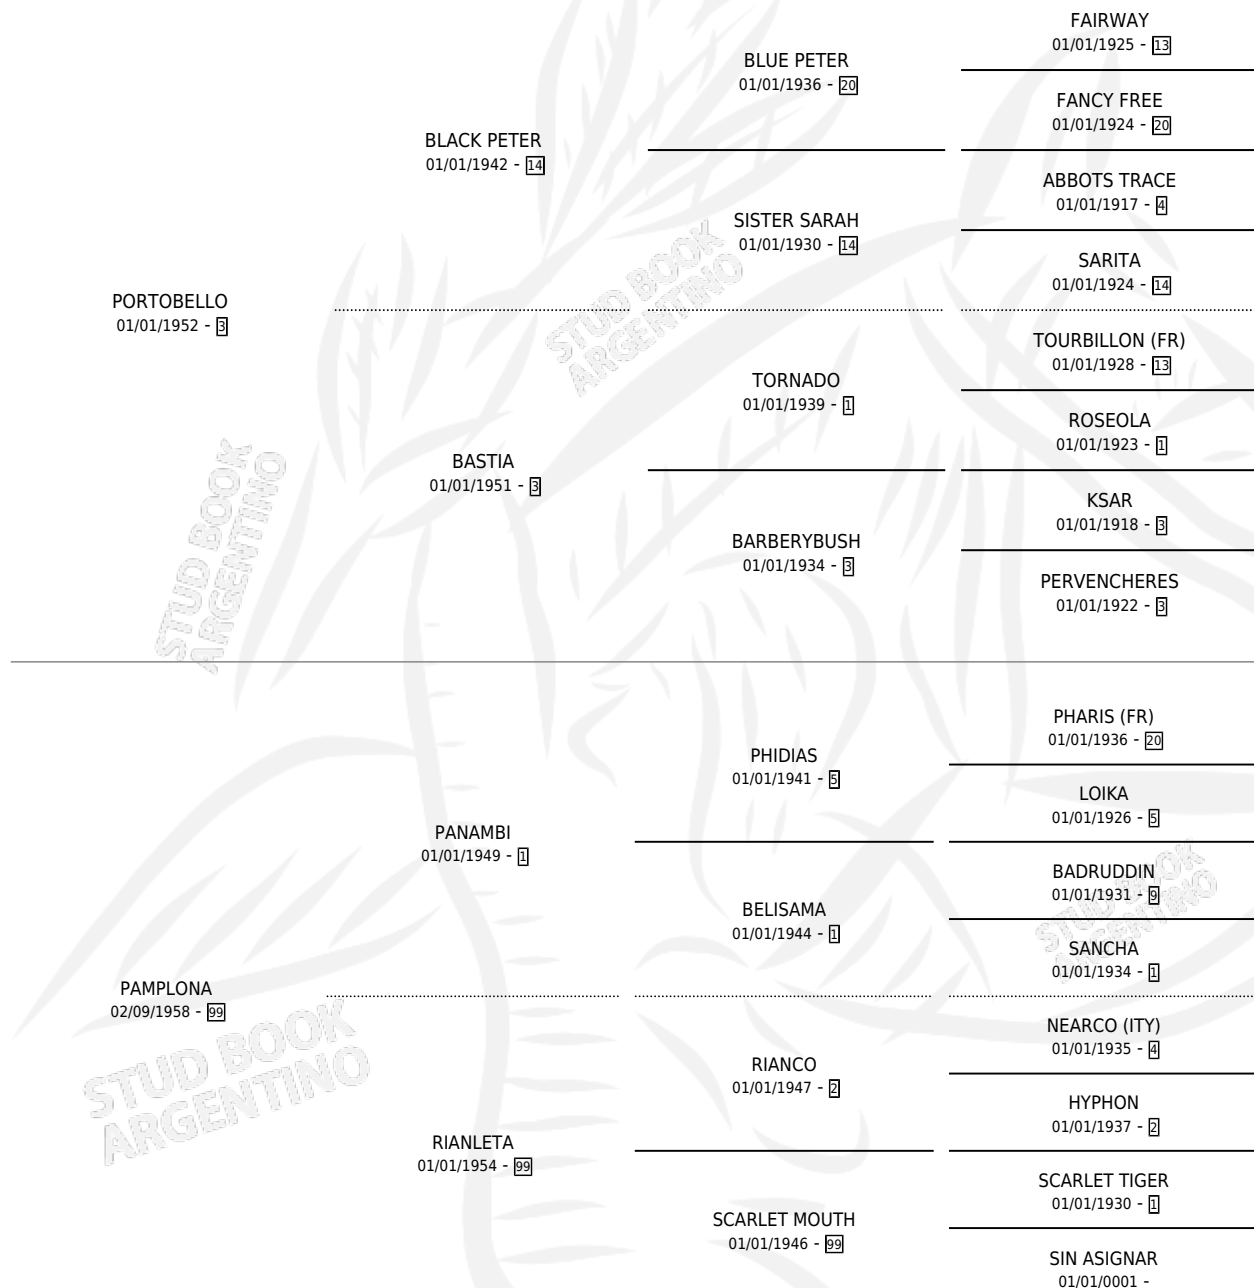 FAIRWAY
01/01/1925 - 13
BLUE PETER
01/01/1936 - 20
FANCY FREE
01/01/1924 - 20
BLACK PETER
01/01/1942 - 14
ABBOTS TRACE
01/01/1917 - 4
SISTER SARAH
01/01/1930 - 14
SARITA
01/01/1924 - 14
PORTOBELLO
01/01/1952 - 3
TOURBILLON (FR)
01/01/1928 - 13
TORNADO
01/01/1939 - 1
ROSEOLA
01/01/1923 - 1
BASTIA
01/01/1951 - 3
KSAR
01/01/1918 - 3
BARBERYBUSH
01/01/1934 - 3
PERVENCHERES
01/01/1922 - 3
STUD BOOK
ARGENTINO
STUD BOOK
ARGENTINO
PHARIS (FR)
01/01/1936 - 20
PHIDIAS
01/01/1941 - 5
LOIKA
01/01/1926 - 5
PANAMBI
01/01/1949 - 1
BADRUDDIN
01/01/1931 - 9
BELISAMA
01/01/1944 - 1
SANCHA
01/01/1934 - 1
PAMPLONA
02/09/1958 - 99
NEARCO (ITY)
01/01/1935 - 4
RIANCO
01/01/1947 - 2
HYPHON
01/01/1937 - 2
RIANLETA
01/01/1954 - 99
SCARLET TIGER
01/01/1930 - 1
SCARLET MOUTH
01/01/1946 - 99
SIN ASIGNAR
01/01/0001 -
STUD BOOK
ARGENTINO
STUD BOOK
ARGENTINO